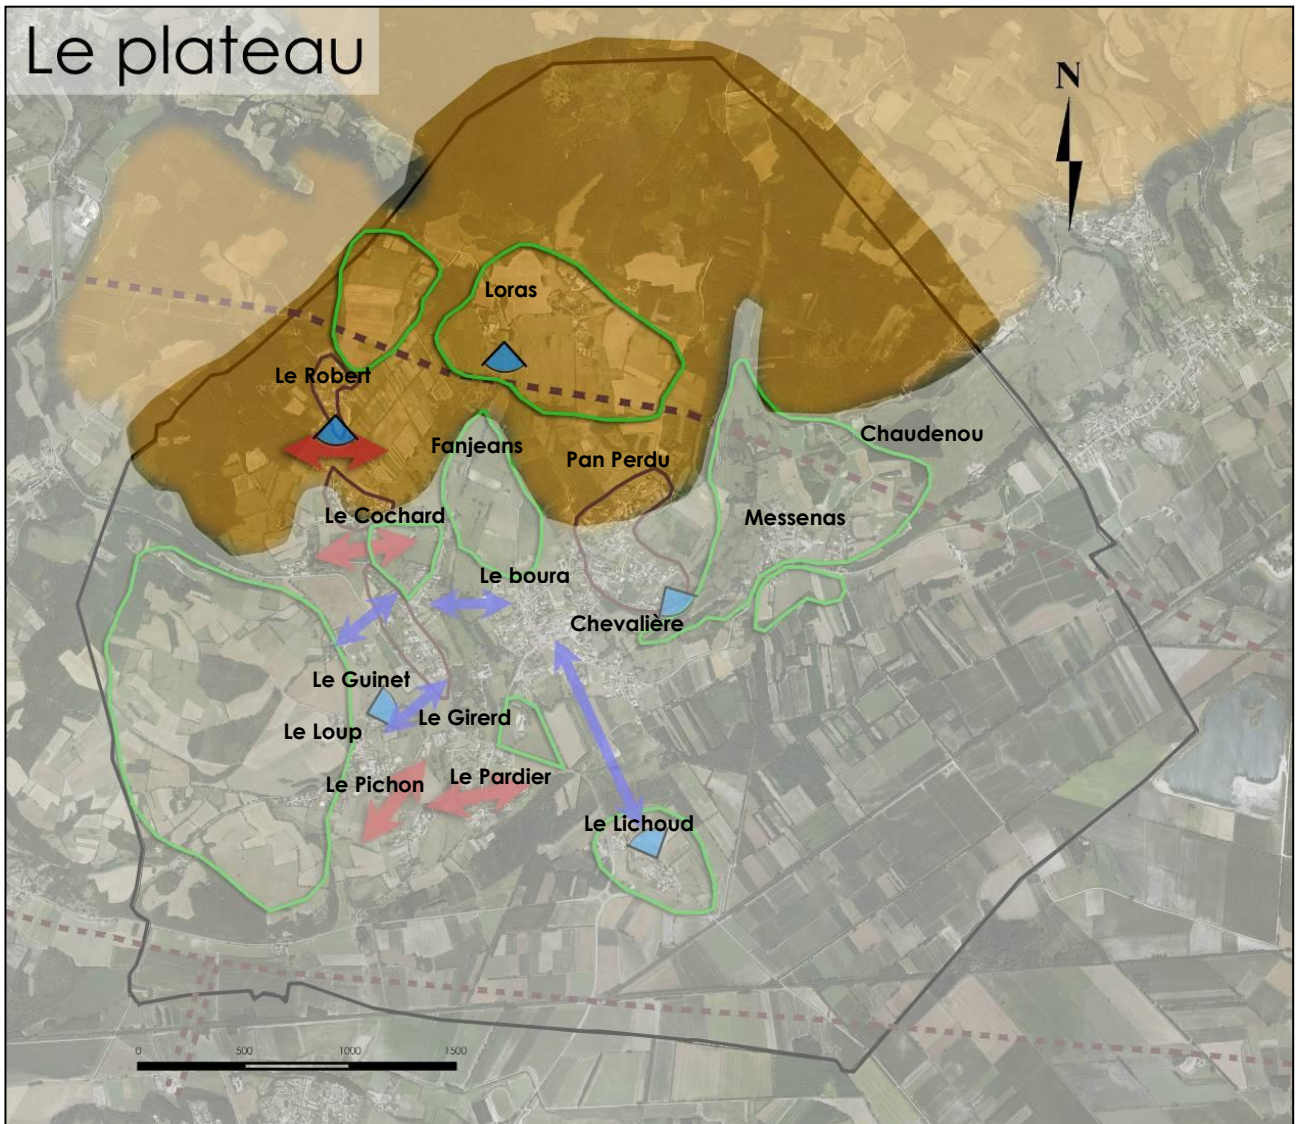 Le plateau
N
Loras
Le Robert
Chaudenou
Fanjeans
Pan Perdu
Le Cochard
Messenas
Le boura
Chevalière
Le Guinet
Le Girerd
Le Loup
Le Pichon
Le Pardier
Le Lichoud
0 500 1000 1500